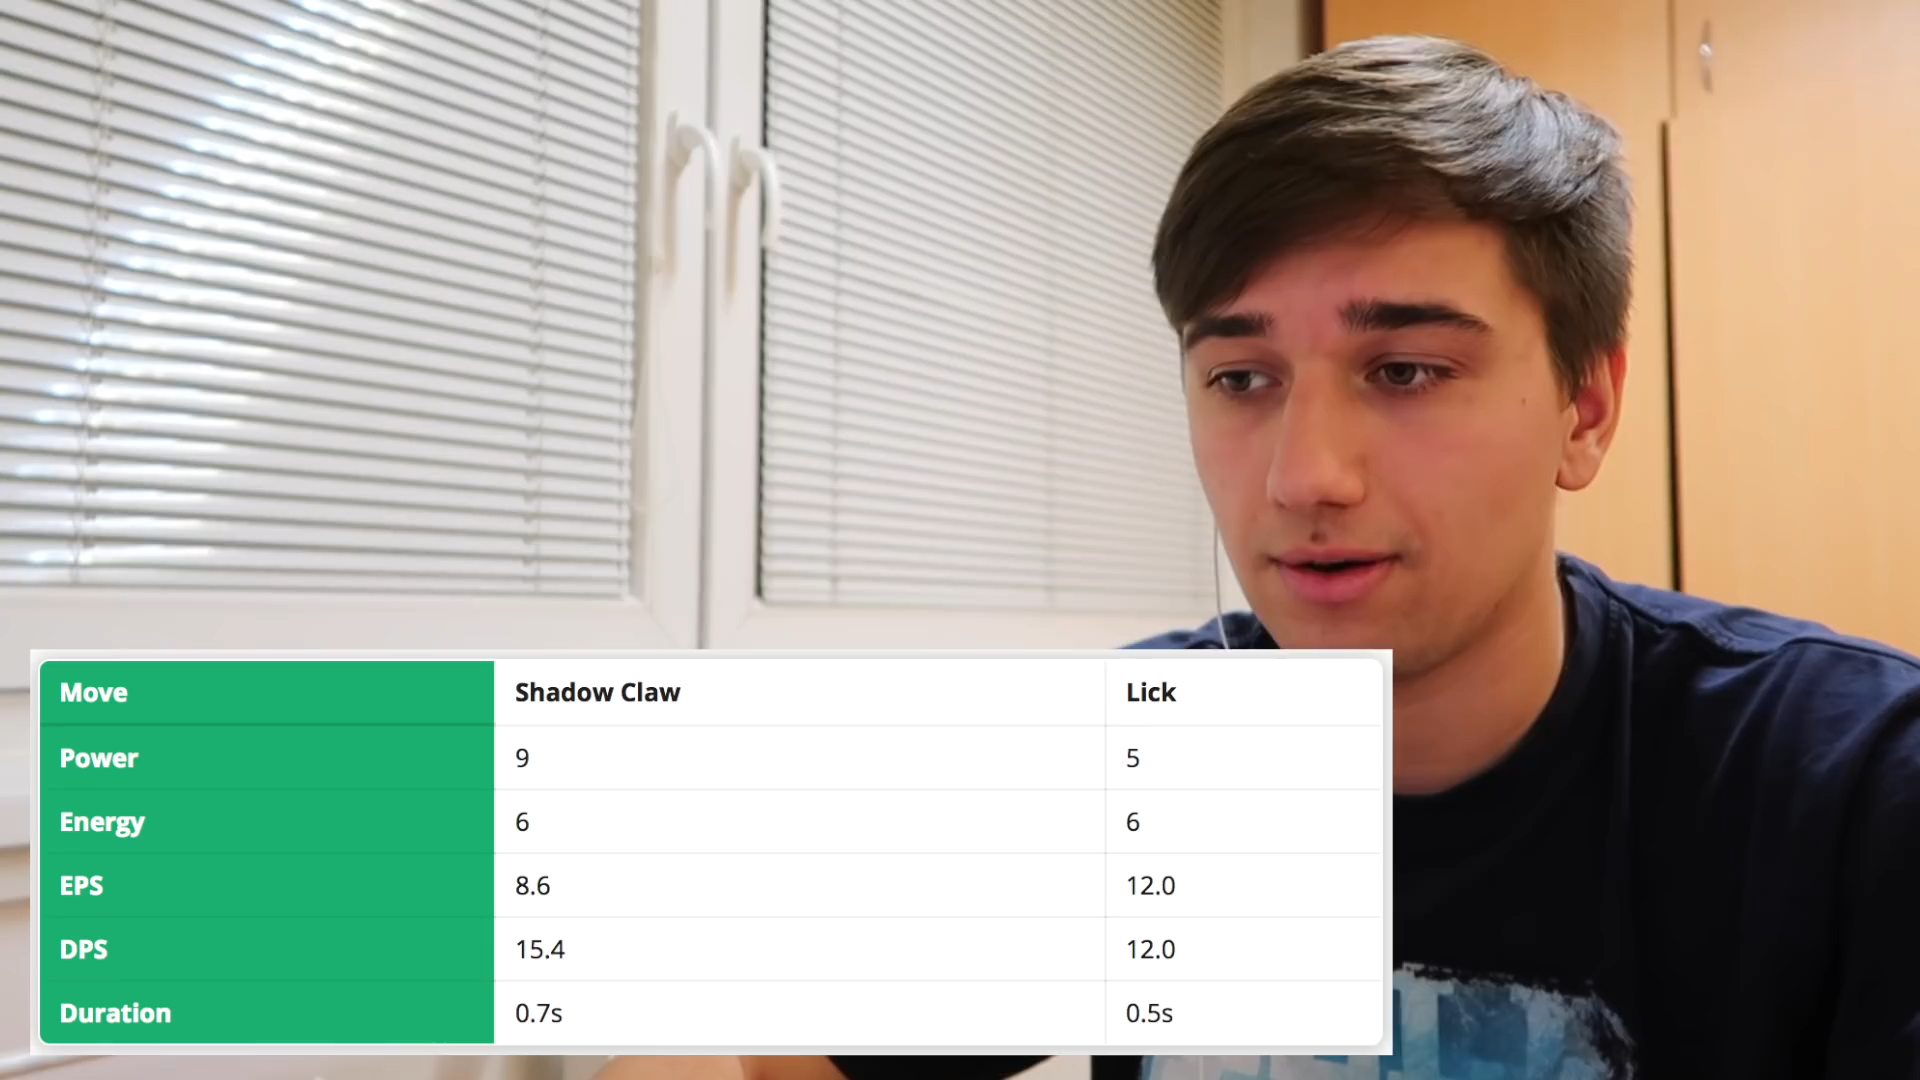 Move Shadow Claw Lick
Power 9 5
Energy 6 6
EPS 8.6 12.0
DPS 15.4 12.0
Duration 0.7s 0.5s